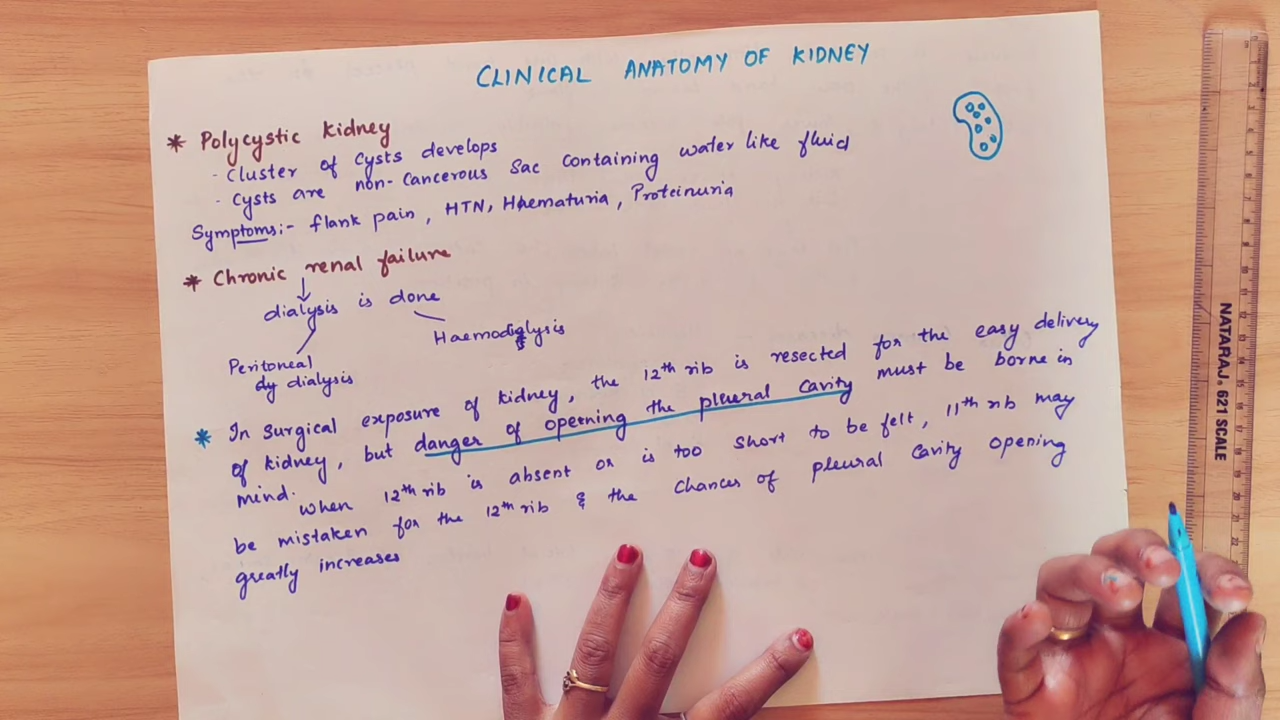 CLINICAL ANATOMY OF KIDNEY
* Polycystic kidney
- Cluster of cysts develops
- Cysts are non-cancerous sac containing water like fluid
Symptoms:- flank pain, HTN, Haematuria, Proteinuria
* Chronic renal failure
dialysis is done
Haemodialysis
Peritoneal
dialysis
* In surgical exposure of kidney, the 12th rib is resected for the easy delivery
of kidney, but danger of opening the pleural cavity must be borne in
mind.
when 12th rib is absent or is too short to be felt, 11th rib may
be mistaken for the 12th rib & the chances of pleural cavity opening
greatly increases
NATARAJ® 621 SCALE